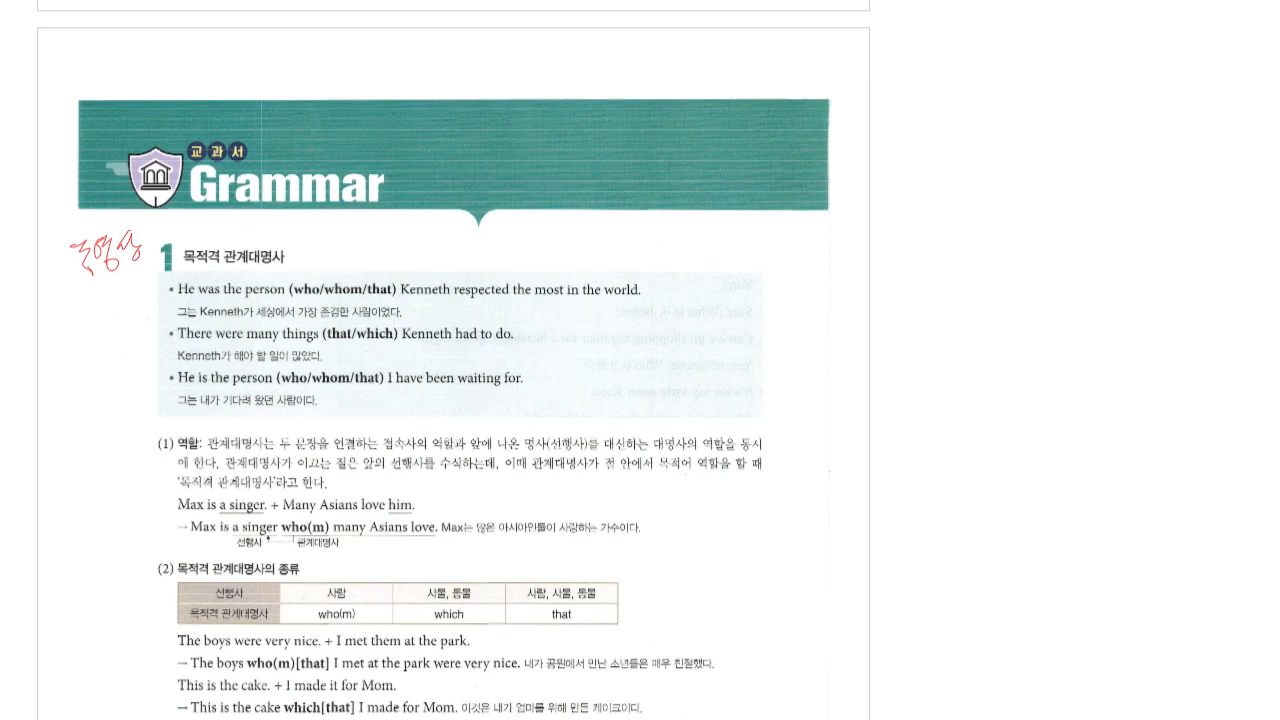 교과서
Grammar
1 목적격 관계대명사
• He was the person (who/whom/that) Kenneth respected the most in the world.
그는 Kenneth가 세상에서 가장 존경한 사람이었다.
• There were many things (that/which) Kenneth had to do.
Kenneth가 해야 할 일이 많았다.
• He is the person (who/whom/that) I have been waiting for.
그는 내가 기다려 왔던 사람이다.
(1) 역할: 관계대명사는 두 문장을 연결하는 접속사의 역할과 앞에 나온 명사(선행사)를 대신하는 대명사의 역할을 동시
에 한다. 관계대명사가 이끄는 절은 앞의 선행사를 수식하는데, 이때 관계대명사가 절 안에서 목적어 역할을 할 때
'목적격 관계대명사'라고 한다.
Max is a singer. + Many Asians love him.
→ Max is a singer who(m) many Asians love. Max는 많은 아시아인들이 사랑하는 가수이다.
선행사 관계대명사
(2) 목적격 관계대명사의 종류
선행사 사람 사물, 동물 사람, 사물, 동물
목적격 관계대명사 who(m) which that
The boys were very nice. + I met them at the park.
→ The boys who(m)[that] I met at the park were very nice. 내가 공원에서 만난 소년들은 매우 친절했다.
This is the cake. + I made it for Mom.
→ This is the cake which[that] I made for Mom. 이것은 내가 엄마를 위해 만든 케이크이다.